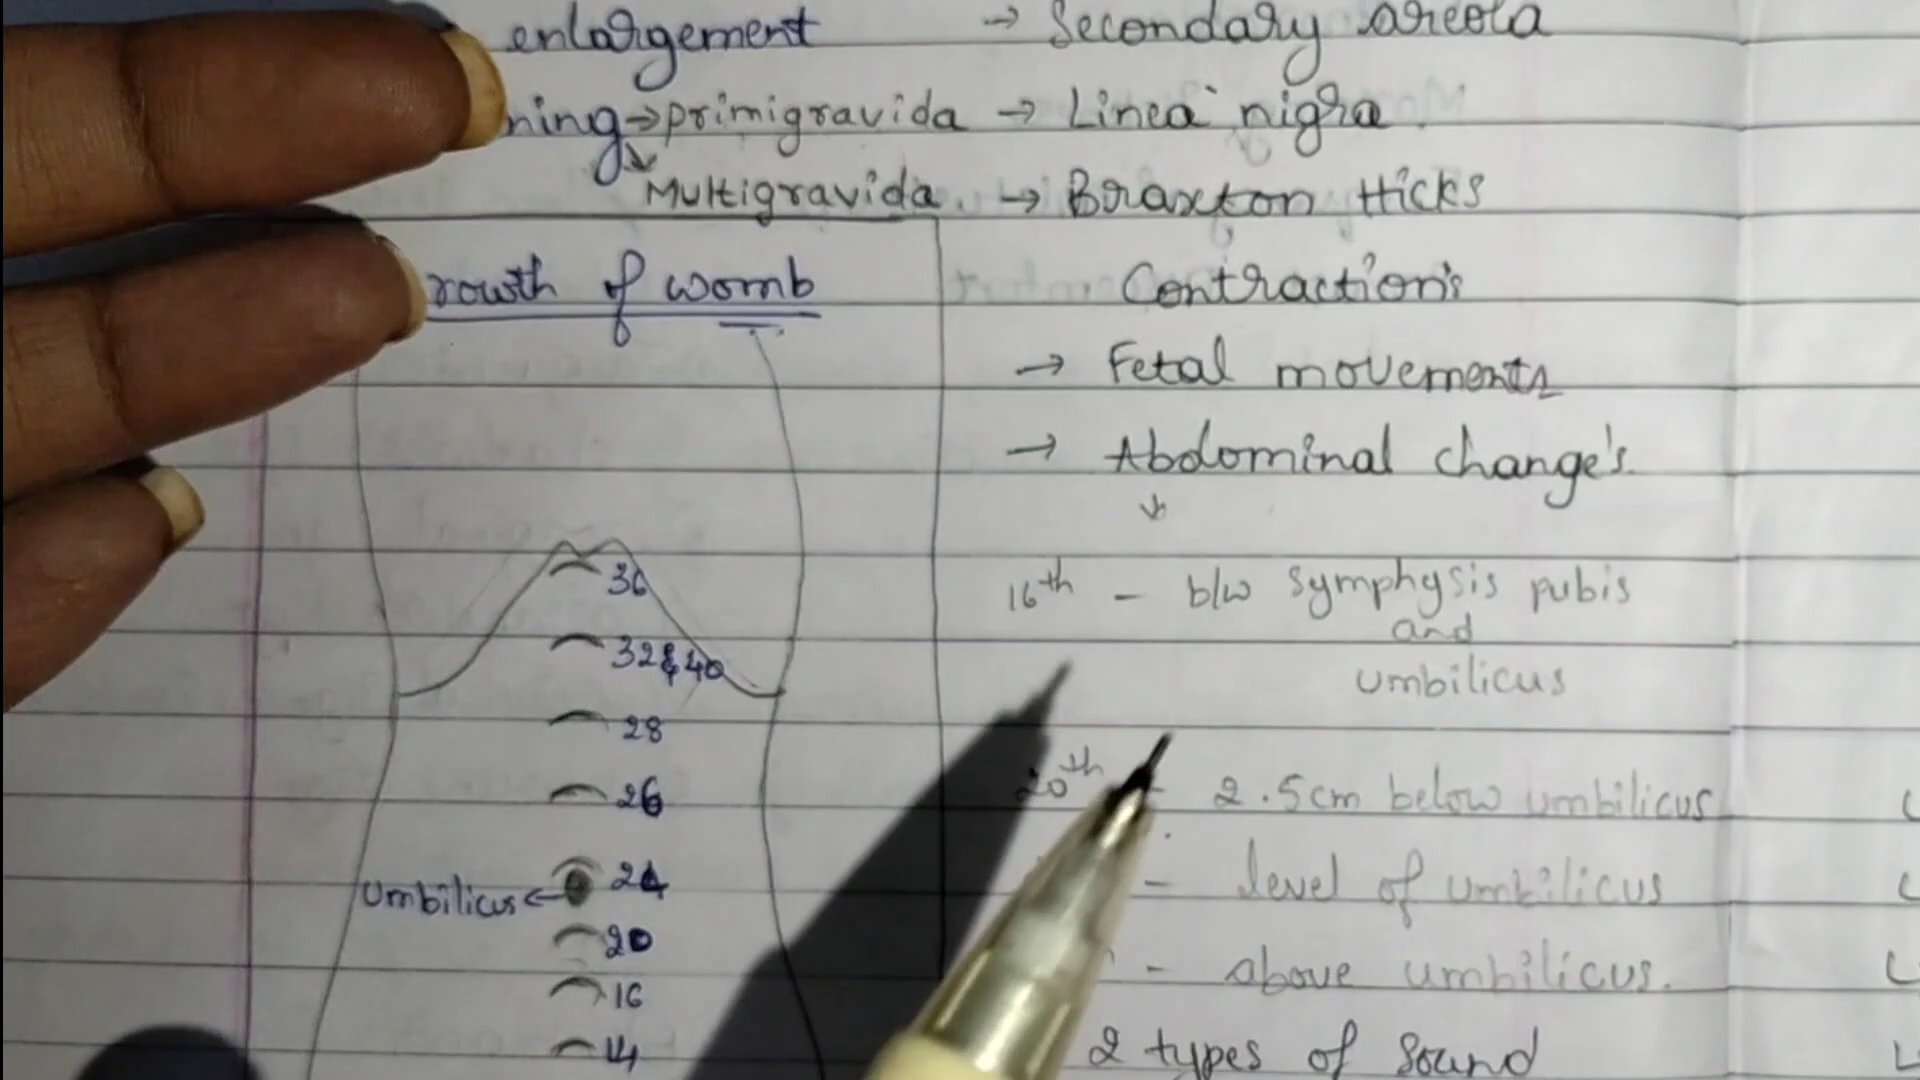 enlargement → Secondary areola
ning → primigravida → Linea nigra
Multigravida. → Braxton Hicks
rowth of womb
Contraction's
→ Fetal movements
→ Abdominal change's
16th - b/w symphysis pubis
and
umbilicus
20th - 2.5cm below umbilicus
- level of umbilicus
- above umbilicus.
2 types of sound
36
32 & 40
28
26
Umbilicus ← 24
20
16
14